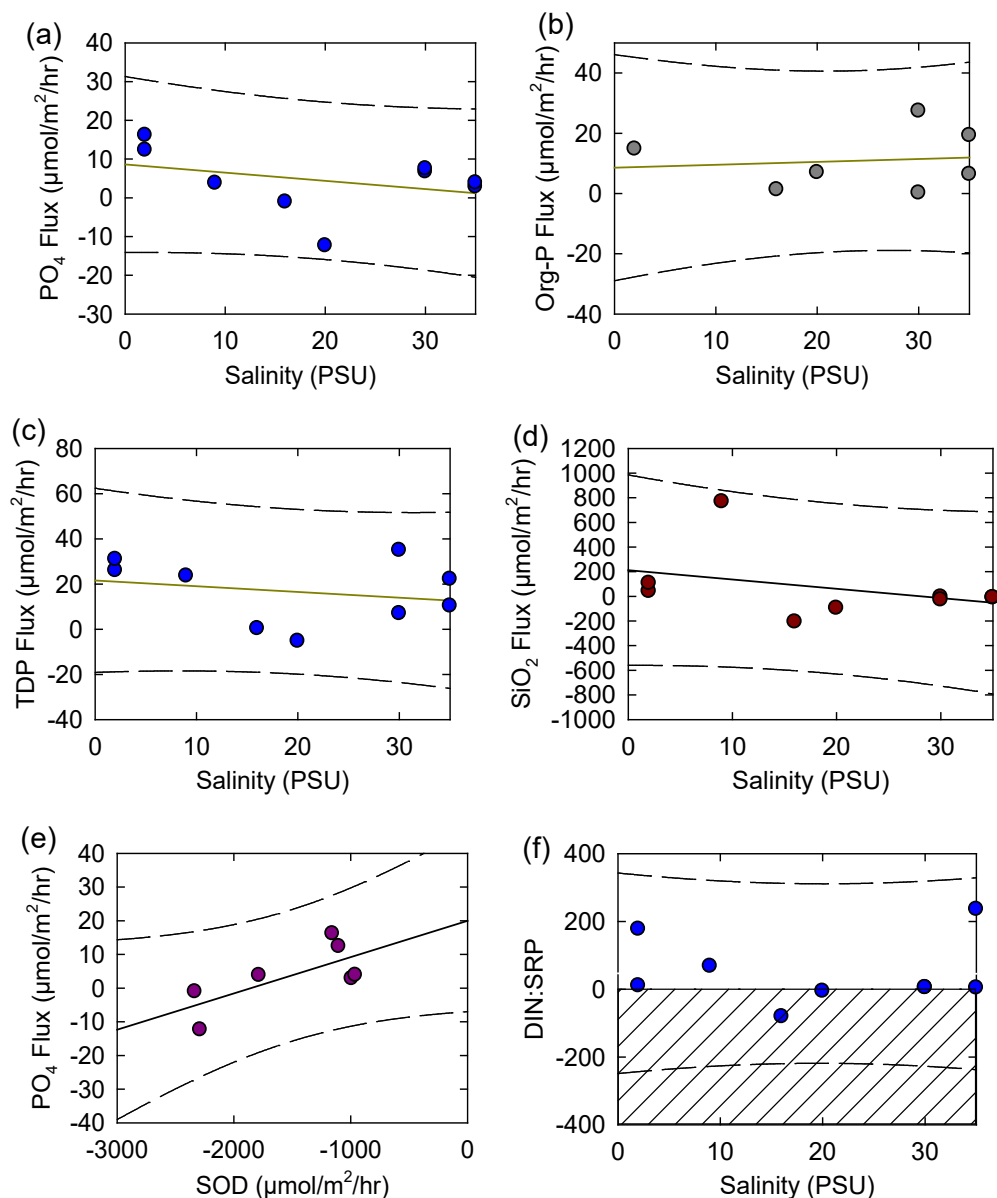 (a)
40
30
20
10
0
-10
-20
-30
PO4 Flux (µmol/m²/hr)
0 10 20 30
Salinity (PSU)
(b)
40
20
0
-20
-40
Org-P Flux (µmol/m²/hr)
0 10 20 30
Salinity (PSU)
(c)
80
60
40
20
0
-20
-40
TDP Flux (µmol/m²/hr)
0 10 20 30
Salinity (PSU)
(d)
1200
1000
800
600
400
200
0
-200
-400
-600
-800
-1000
SiO2 Flux (µmol/m²/hr)
0 10 20 30
Salinity (PSU)
(e)
40
30
20
10
0
-10
-20
-30
-40
PO4 Flux (µmol/m²/hr)
-3000 -2000 -1000 0
SOD (µmol/m²/hr)
(f)
400
200
0
-200
-400
DIN:SRP
0 10 20 30
Salinity (PSU)